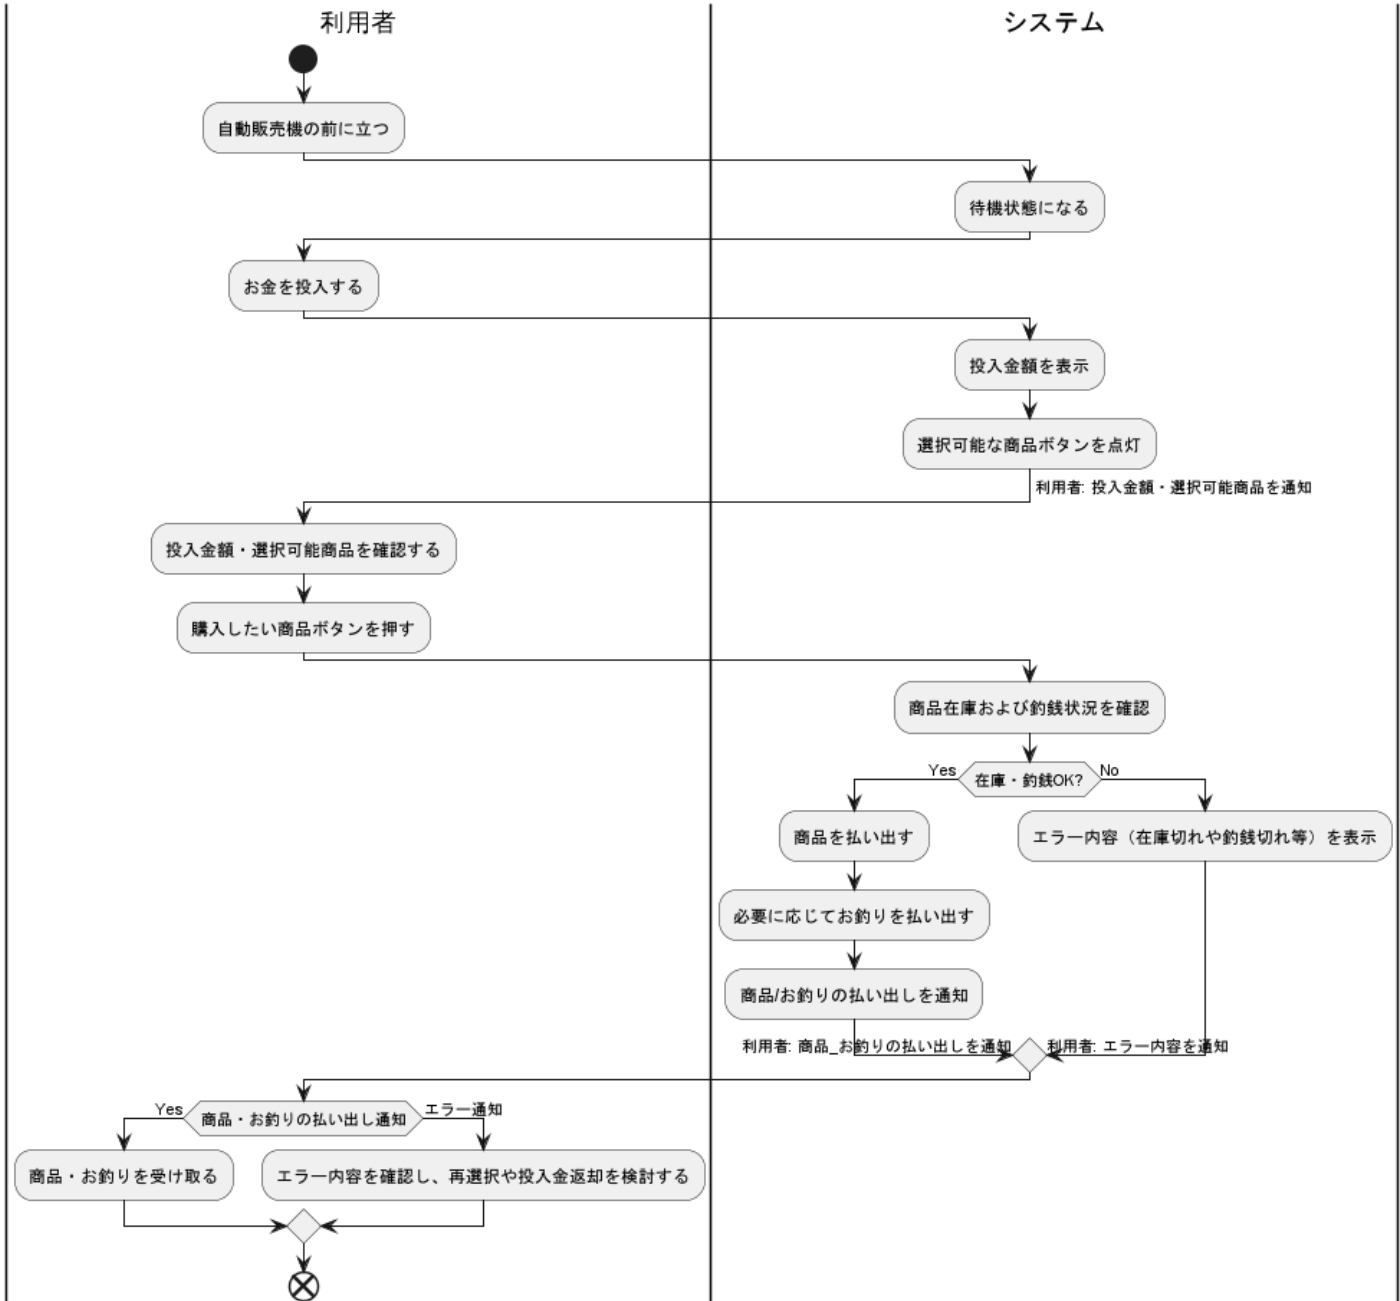 利用者
システム
自動販売機の前に立つ
待機状態になる
お金を投入する
投入金額を表示
選択可能な商品ボタンを点灯
利用者: 投入金額・選択可能商品を通知
投入金額・選択可能商品を確認する
購入したい商品ボタンを押す
商品在庫および釣銭状況を確認
Yes
在庫・釣銭OK?
No
商品を払い出す
エラー内容（在庫切れや釣銭切れ等）を表示
必要に応じてお釣りを払い出す
商品/お釣りの払い出しを通知
利用者: 商品_お釣りの払い出しを通知
利用者: エラー内容を通知
Yes
商品・お釣りの払い出し通知
エラー通知
商品・お釣りを受け取る
エラー内容を確認し、再選択や投入金返却を検討する